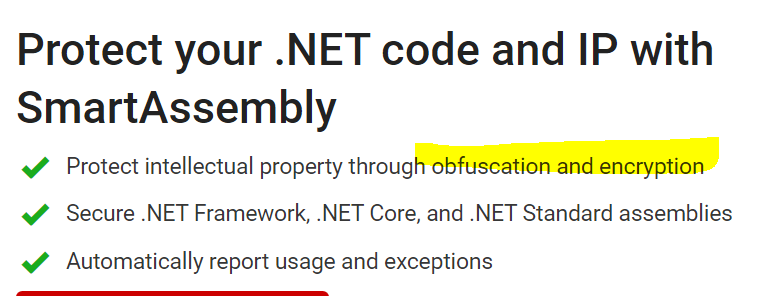 Protect your .NET code and IP with
SmartAssembly
Protect intellectual property through obfuscation and encryption
Secure .NET Framework, .NET Core, and .NET Standard assemblies
Automatically report usage and exceptions